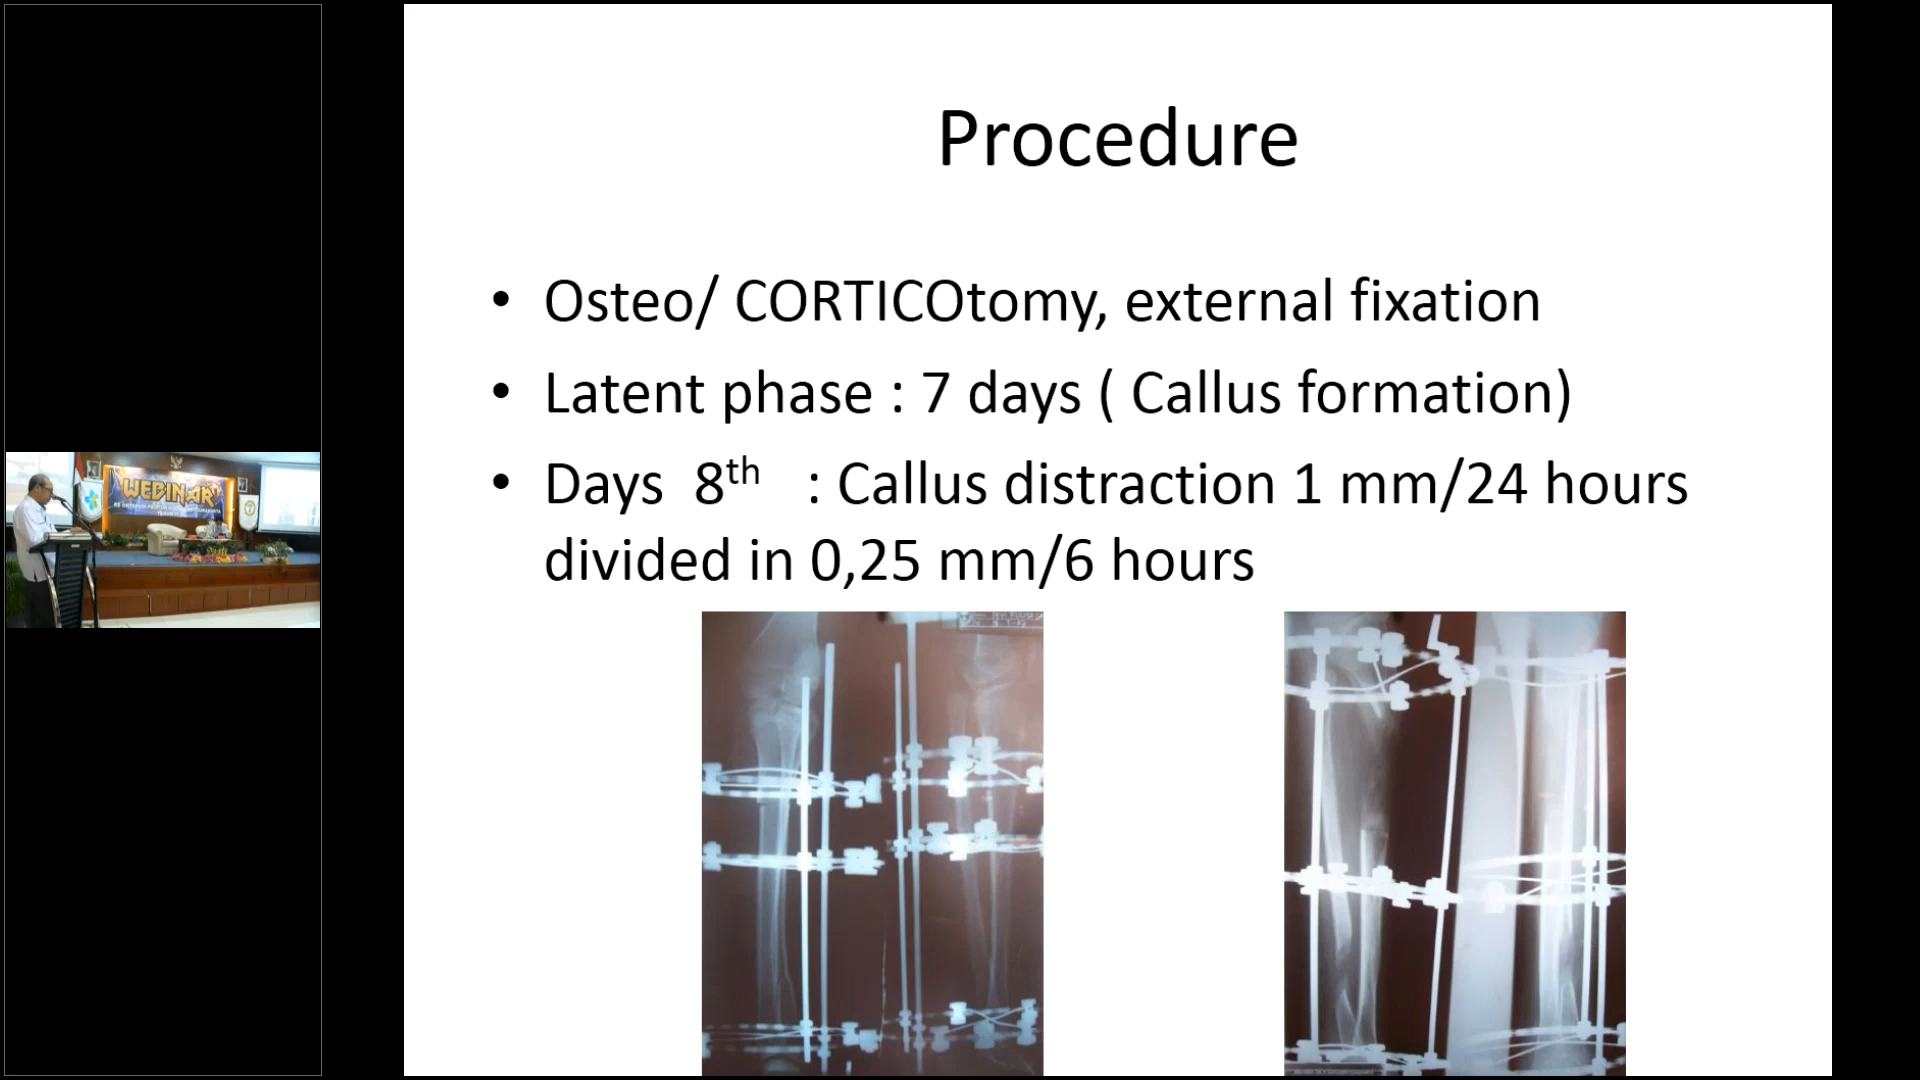 Procedure
• Osteo/ CORTICOtomy, external fixation
• Latent phase : 7 days ( Callus formation)
• Days 8th : Callus distraction 1 mm/24 hours
divided in 0,25 mm/6 hours
WEBINAR